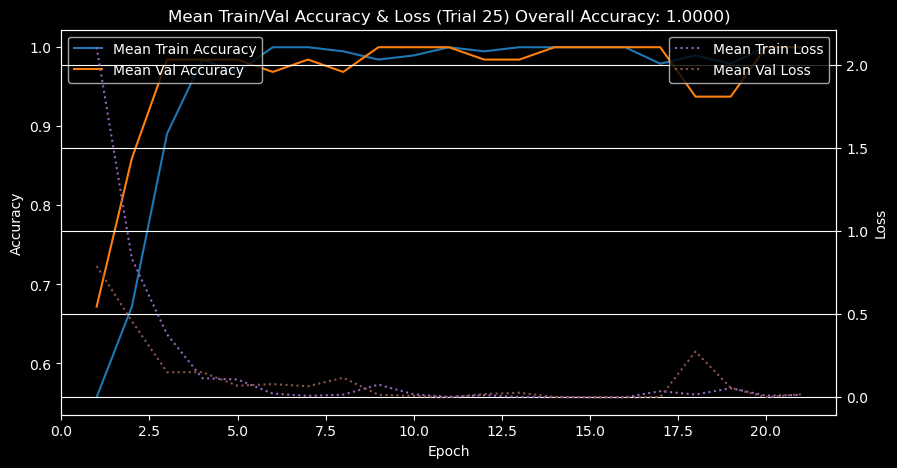 Mean Train/Val Accuracy & Loss (Trial 25) Overall Accuracy: 1.0000)
Mean Train Accuracy
Mean Val Accuracy
Mean Train Loss
Mean Val Loss
1.0
0.9
0.8
0.7
0.6
Accuracy
2.0
1.5
1.0
0.5
0.0
Loss
0.0 2.5 5.0 7.5 10.0 12.5 15.0 17.5 20.0
Epoch